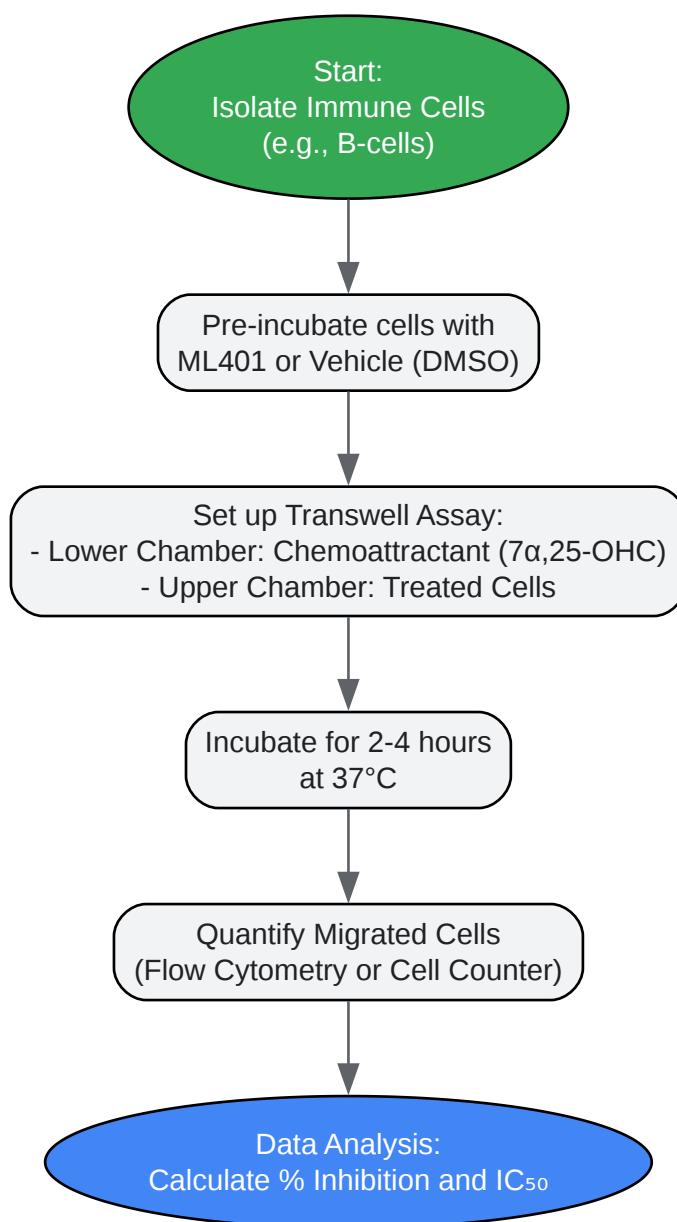 Start:
Isolate Immune Cells
(e.g., B-cells)
Pre-incubate cells with
ML401 or Vehicle (DMSO)
Set up Transwell Assay:
- Lower Chamber: Chemoattractant (7α,25-OHC)
- Upper Chamber: Treated Cells
Incubate for 2-4 hours
at 37°C
Quantify Migrated Cells
(Flow Cytometry or Cell Counter)
Data Analysis:
Calculate % Inhibition and IC₅₀